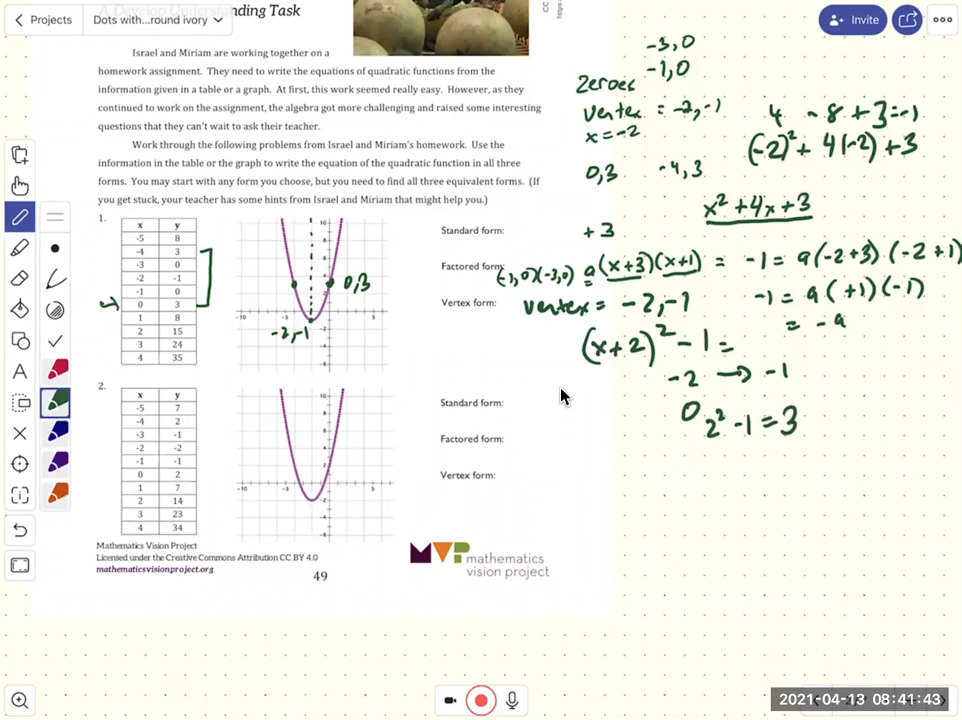 Projects
Dots with...round ivory
Invite
A Develop Understanding Task
CC
https:/
Israel and Miriam are working together on a
homework assignment. They need to write the equations of quadratic functions from the
information given in a table or a graph. At first, this work seemed really easy. However, as they
continued to work on the assignment, the algebra got more challenging and raised some interesting
questions that they can't wait to ask their teacher.
Work through the following problems from Israel and Miriam's homework. Use the
information in the table or the graph to write the equation of the quadratic function in all three
forms. You may start with any form you choose, but you need to find all three equivalent forms. (If
you get stuck, your teacher has some hints from Israel and Miriam that might help you.)
1.
x y
-5 8
-4 3
-3 0
-2 -1
-1 0
0 3
1 8
2 15
3 24
4 35
0,3
-2,-1
Standard form:
Factored form:
Vertex form:
2.
x y
-5 7
-4 2
-3 -1
-2 -2
-1 -1
0 2
1 7
2 14
3 23
4 34
Standard form:
Factored form:
Vertex form:
-3,0
-1,0
Zeroes
vertex = -2,-1
x=-2
0,3 -4,3
4 -8+3=-1
(-2)²+4(-2)+3
x²+4x+3
+3
(-1,0)(-3,0) a(x+3)(x+1) = -1=a(-2+3)(-2+1)
=
vertex = -2,-1
-1=a(+1)(-1)
= -a
(x+2)²-1=
-2 → -1
0 2²-1=3
Mathematics Vision Project
Licensed under the Creative Commons Attribution CC BY 4.0
mathematicsvisionproject.org
49
MVP mathematics
vision project
2021-04-13 08:41:43